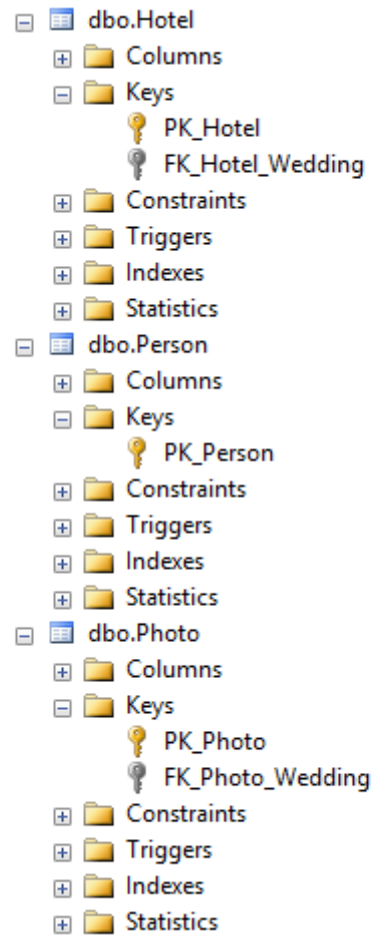 dbo.Hotel
Columns
Keys
PK_Hotel
FK_Hotel_Wedding
Constraints
Triggers
Indexes
Statistics
dbo.Person
Columns
Keys
PK_Person
Constraints
Triggers
Indexes
Statistics
dbo.Photo
Columns
Keys
PK_Photo
FK_Photo_Wedding
Constraints
Triggers
Indexes
Statistics